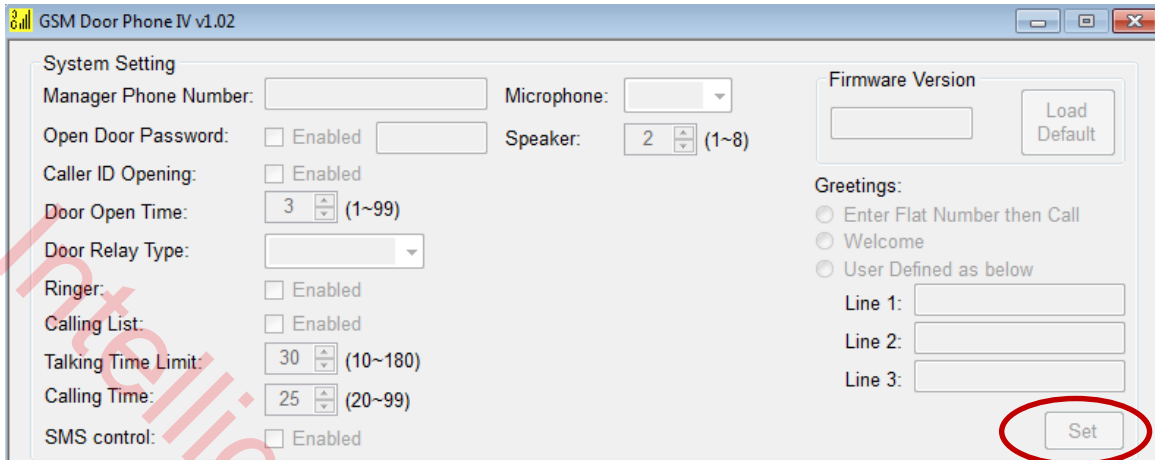 GSM Door Phone IV v1.02
System Setting
Manager Phone Number:
Open Door Password: Enabled
Caller ID Opening: Enabled
Door Open Time: 3 (1~99)
Door Relay Type:
Ringer: Enabled
Calling List: Enabled
Talking Time Limit: 30 (10~180)
Calling Time: 25 (20~99)
SMS control: Enabled
Microphone:
Speaker: 2 (1~8)
Firmware Version
Load
Default
Greetings:
Enter Flat Number then Call
Welcome
User Defined as below
Line 1:
Line 2:
Line 3:
Set